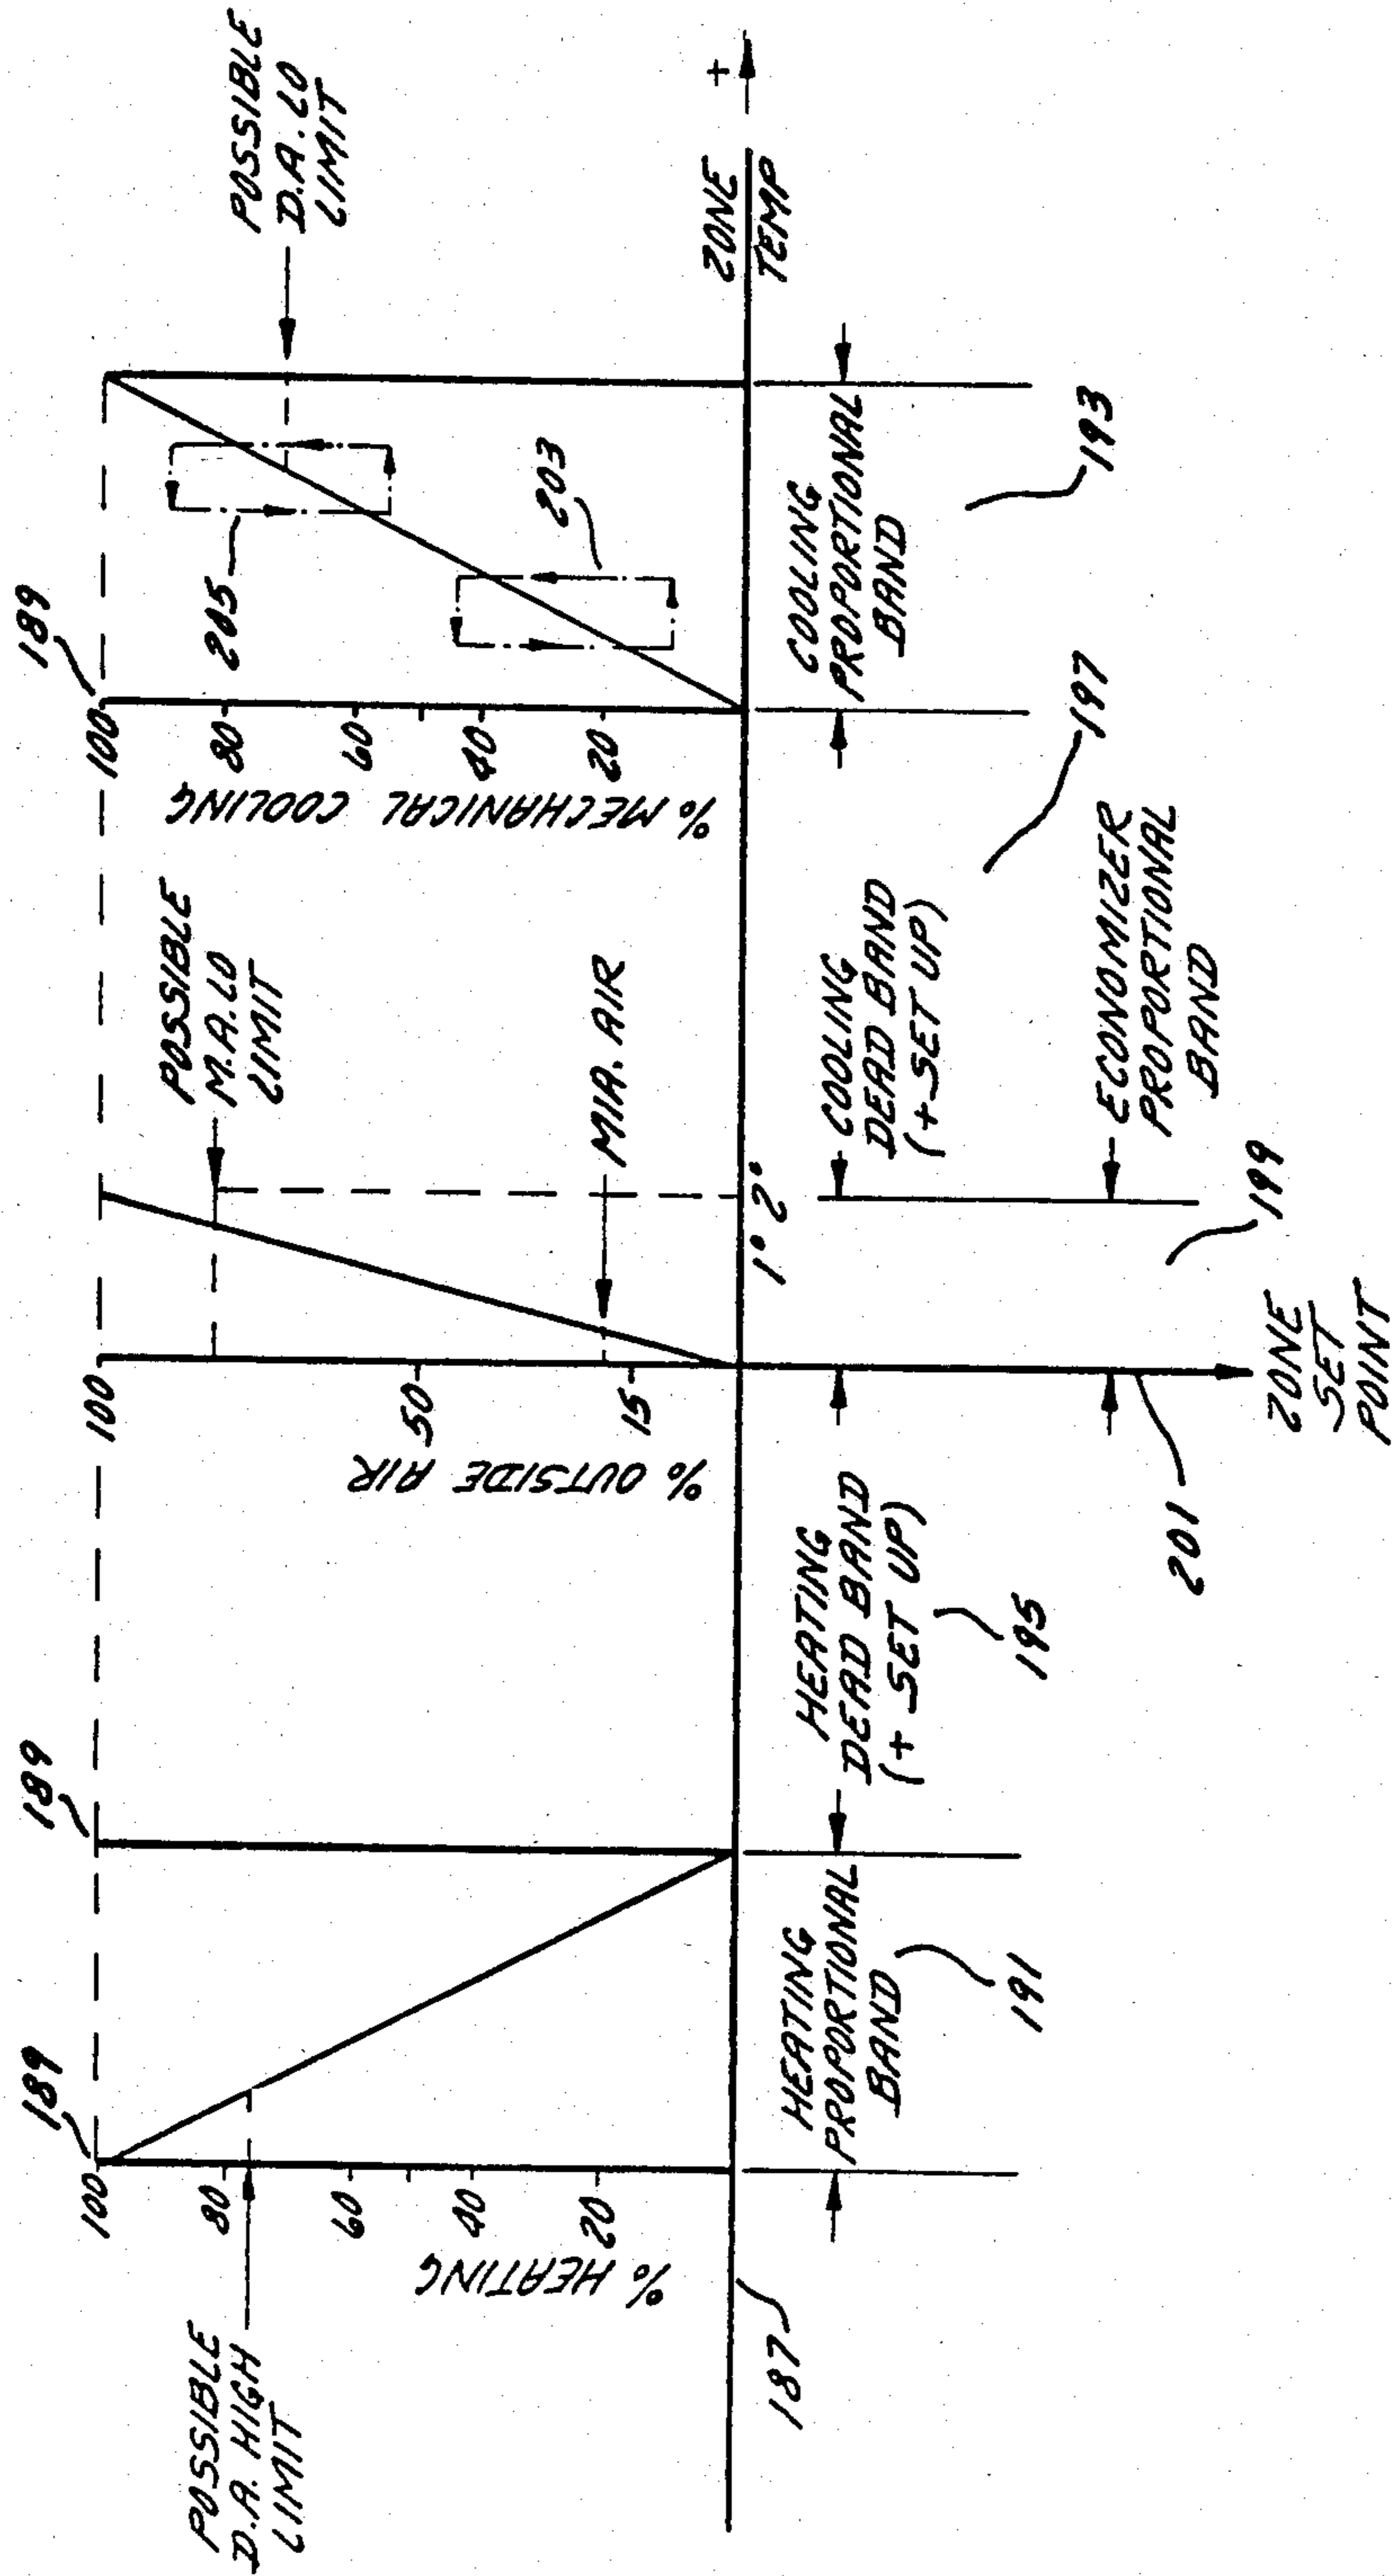 189
189
189
POSSIBLE
D.A. HIGH
LIMIT
100
80
60
40
20
% HEATING
187
HEATING
PROPORTIONAL
BAND
191
HEATING
DEAD BAND
(+ SET UP)
195
100
50
15
% OUTSIDE AIR
POSSIBLE
M.A. LO
LIMIT
MIA. AIR
1° 2°
COOLING
DEAD BAND
(+ SET UP)
197
ECONOMIZER
PROPORTIONAL
BAND
199
201
ZONE
SET
POINT
100
80
60
40
20
% MECHANICAL COOLING
205
203
POSSIBLE
D.A. LO
LIMIT
COOLING
PROPORTIONAL
BAND
193
ZONE
TEMP
+